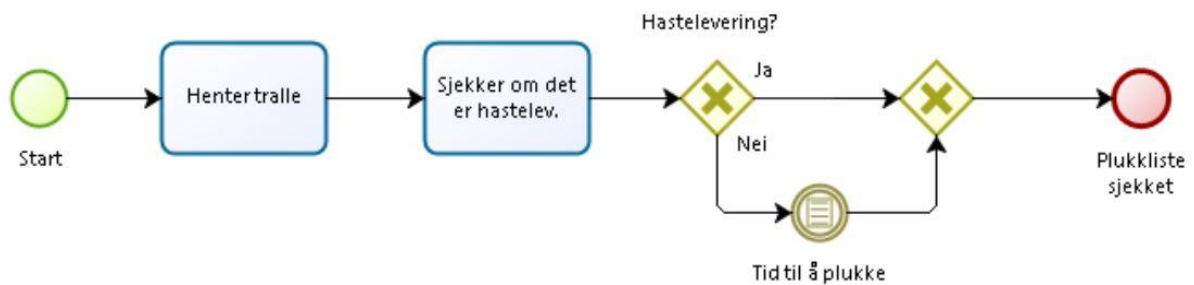 Hastelevering?
Start
Henter tralle
Sjekker om det
er hastelev.
Ja
Nei
Tid til å plukke
Plukkliste
sjekket